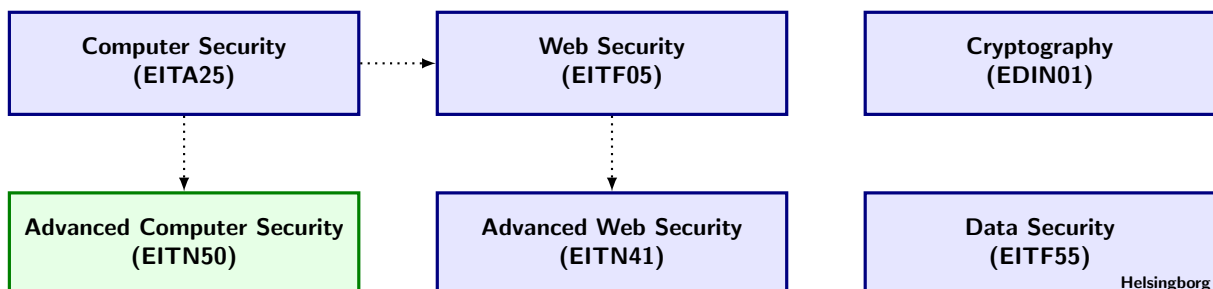 Computer Security
(EITA25)
Web Security
(EITF05)
Cryptography
(EDIN01)
Advanced Computer Security
(EITN50)
Advanced Web Security
(EITN41)
Data Security
(EITF55)
Helsingborg